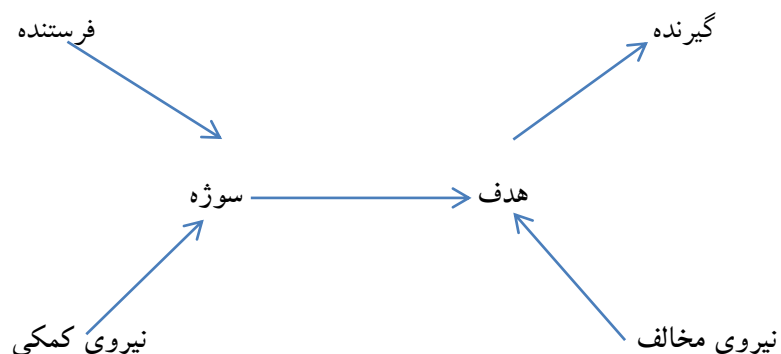 گیرنده
فرستنده
هدف
سوژه
نیروی مخالف
نیروی کمکی